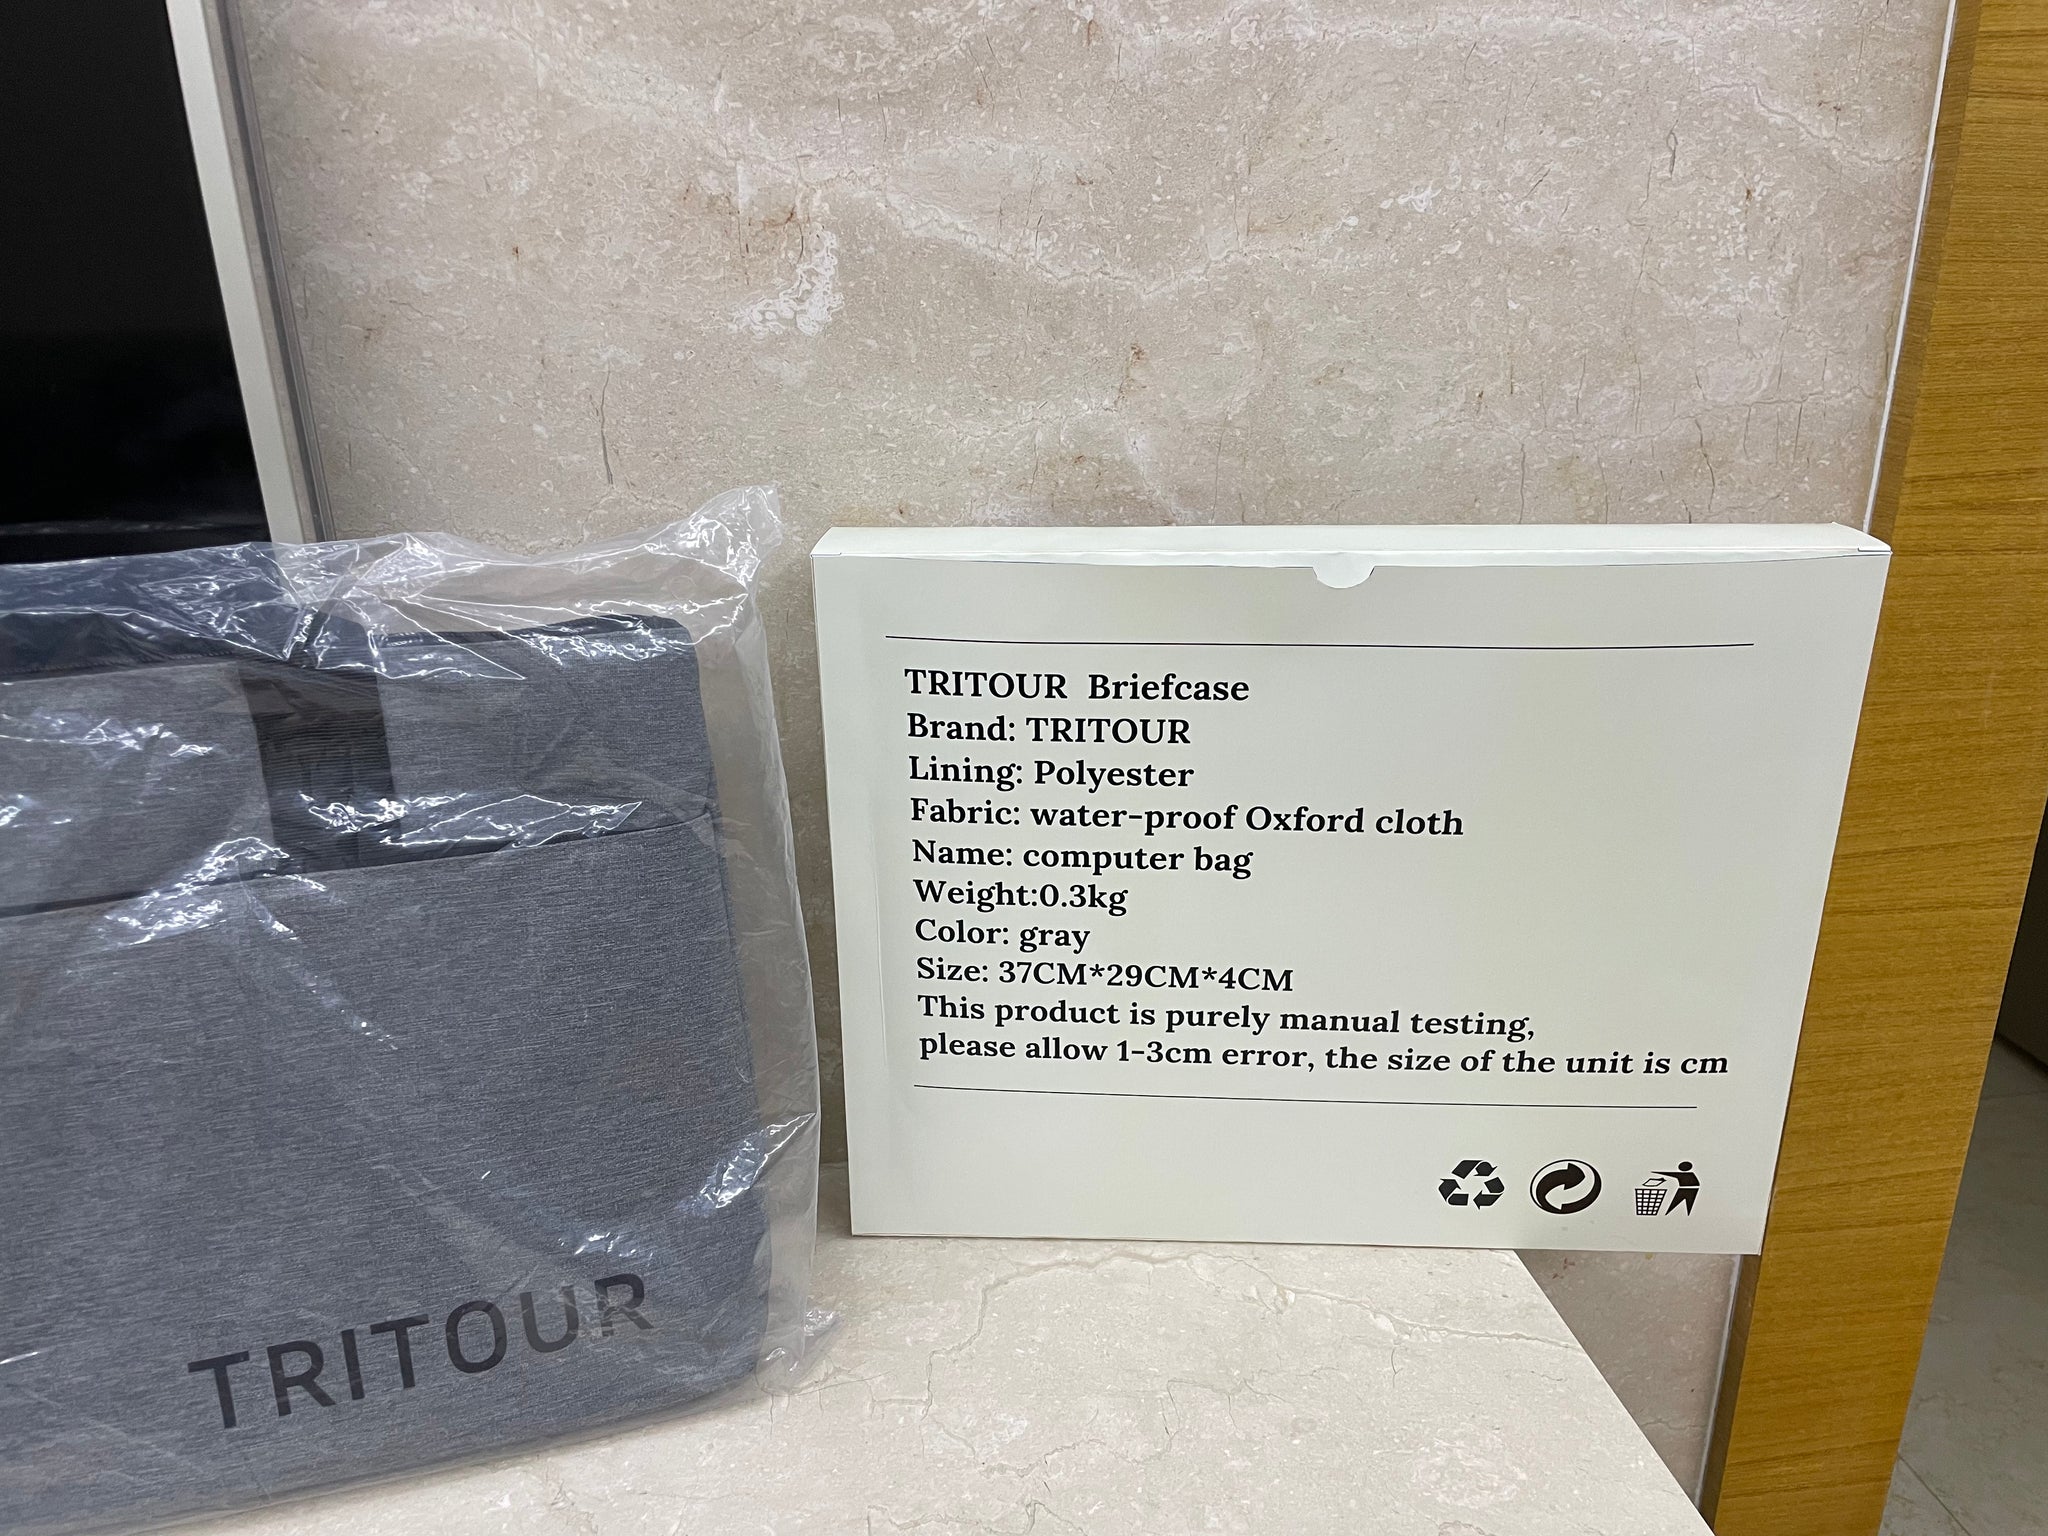 TRITOUR Briefcase
Brand: TRITOUR
Lining: Polyester
Fabric: water-proof Oxford cloth
Name: computer bag
Weight:0.3kg
Color: gray
Size: 37CM*29CM*4CM
This product is purely manual testing,
please allow 1-3cm error, the size of the unit is cm
TRITOUR